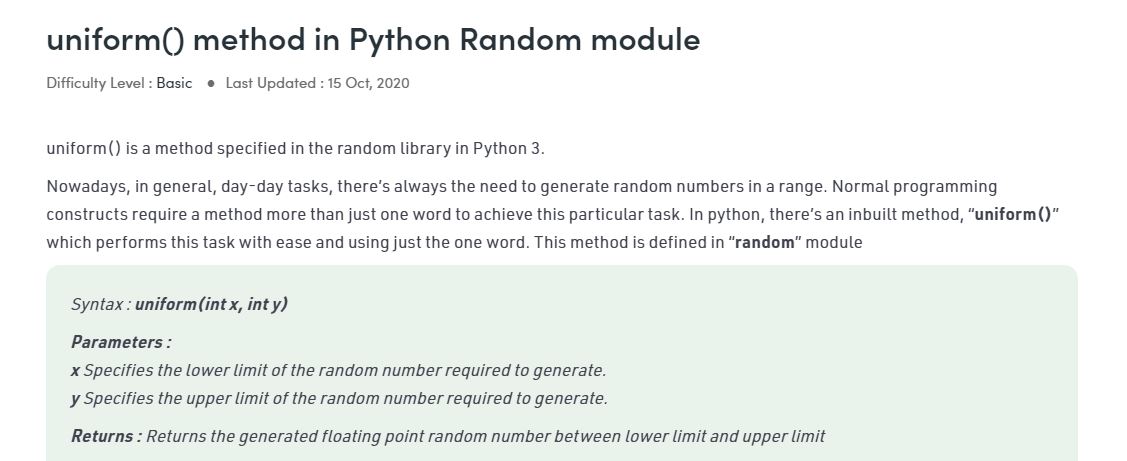 uniform() method in Python Random module
Difficulty Level : Basic ● Last Updated : 15 Oct, 2020
uniform() is a method specified in the random library in Python 3.
Nowadays, in general, day-day tasks, there’s always the need to generate random numbers in a range. Normal programming
constructs require a method more than just one word to achieve this particular task. In python, there’s an inbuilt method, “uniform()”
which performs this task with ease and using just the one word. This method is defined in “random” module
Syntax : uniform(int x, int y)
Parameters :
x Specifies the lower limit of the random number required to generate.
y Specifies the upper limit of the random number required to generate.
Returns : Returns the generated floating point random number between lower limit and upper limit